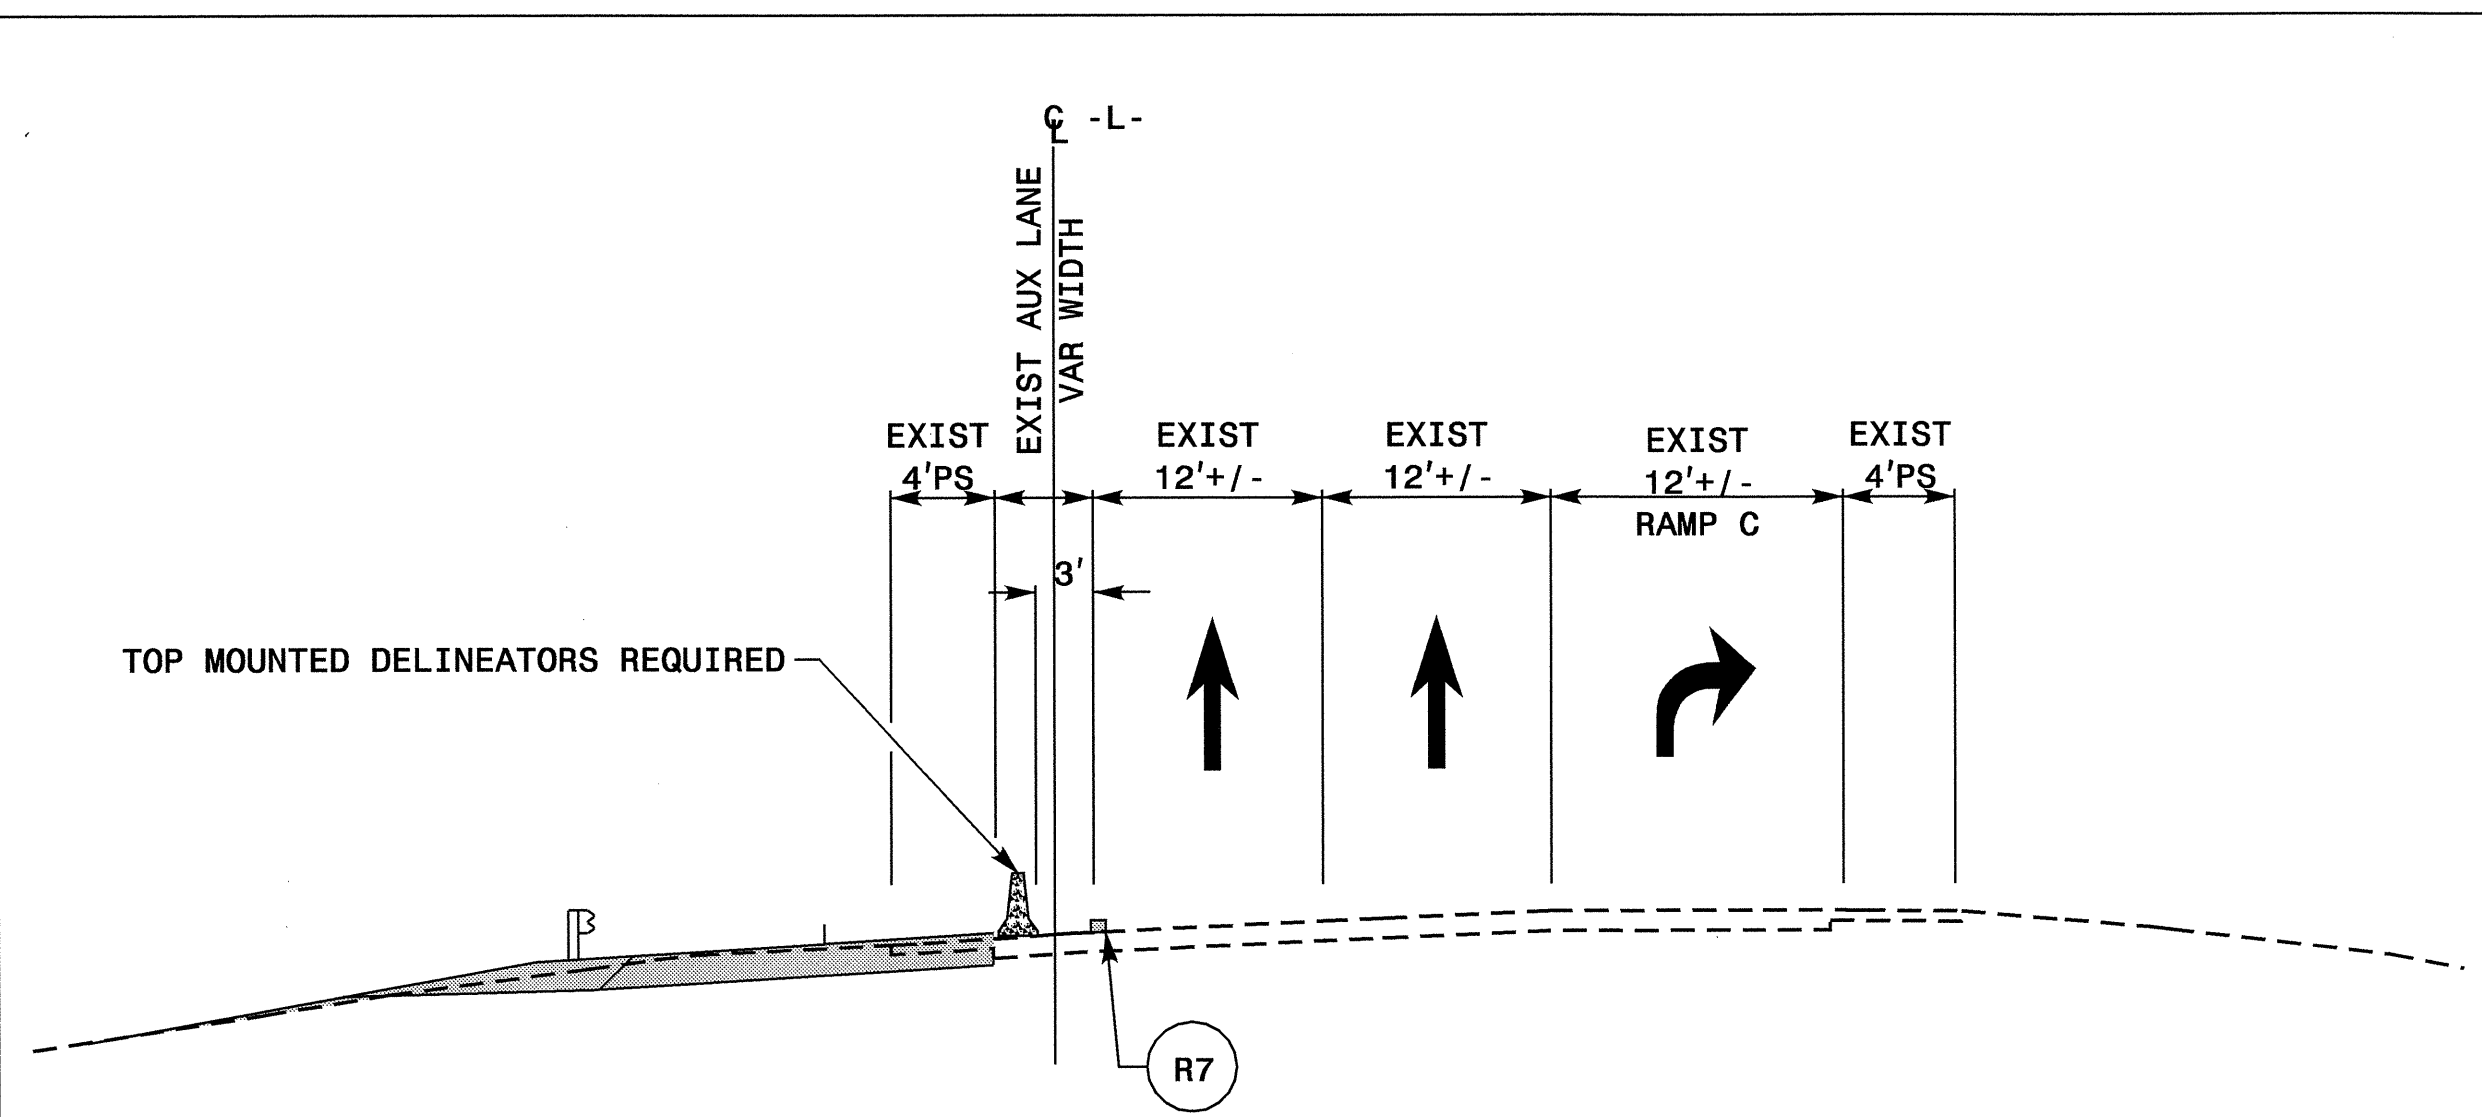 ℄ -L-
EXIST AUX LANE
VAR WIDTH
EXIST
4'PS
EXIST
12'+/-
EXIST
12'+/-
EXIST
12'+/-
RAMP C
EXIST
4'PS
3'
TOP MOUNTED DELINEATORS REQUIRED
R7